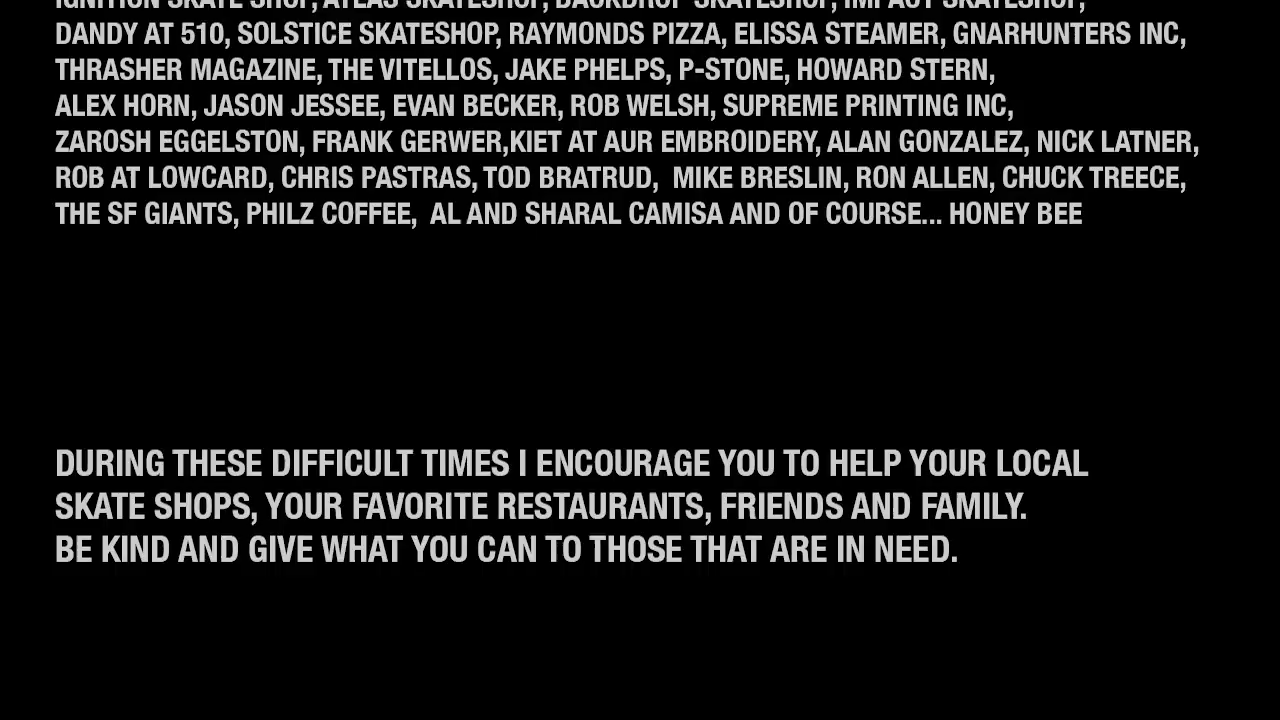 IGNITION SKATE SHOP, ATLAS SKATESHOP, BACKDROP SKATESHOP, IMPACT SKATESHOP,
DANDY AT 510, SOLSTICE SKATESHOP, RAYMONDS PIZZA, ELISSA STEAMER, GNARHUNTERS INC,
THRASHER MAGAZINE, THE VITELLOS, JAKE PHELPS, P-STONE, HOWARD STERN,
ALEX HORN, JASON JESSEE, EVAN BECKER, ROB WELSH, SUPREME PRINTING INC,
ZAROSH EGGELSTON, FRANK GERWER,KIET AT AUR EMBROIDERY, ALAN GONZALEZ, NICK LATNER,
ROB AT LOWCARD, CHRIS PASTRAS, TOD BRATRUD,  MIKE BRESLIN, RON ALLEN, CHUCK TREECE,
THE SF GIANTS, PHILZ COFFEE,  AL AND SHARAL CAMISA AND OF COURSE... HONEY BEE
DURING THESE DIFFICULT TIMES I ENCOURAGE YOU TO HELP YOUR LOCAL
SKATE SHOPS, YOUR FAVORITE RESTAURANTS, FRIENDS AND FAMILY.
BE KIND AND GIVE WHAT YOU CAN TO THOSE THAT ARE IN NEED.